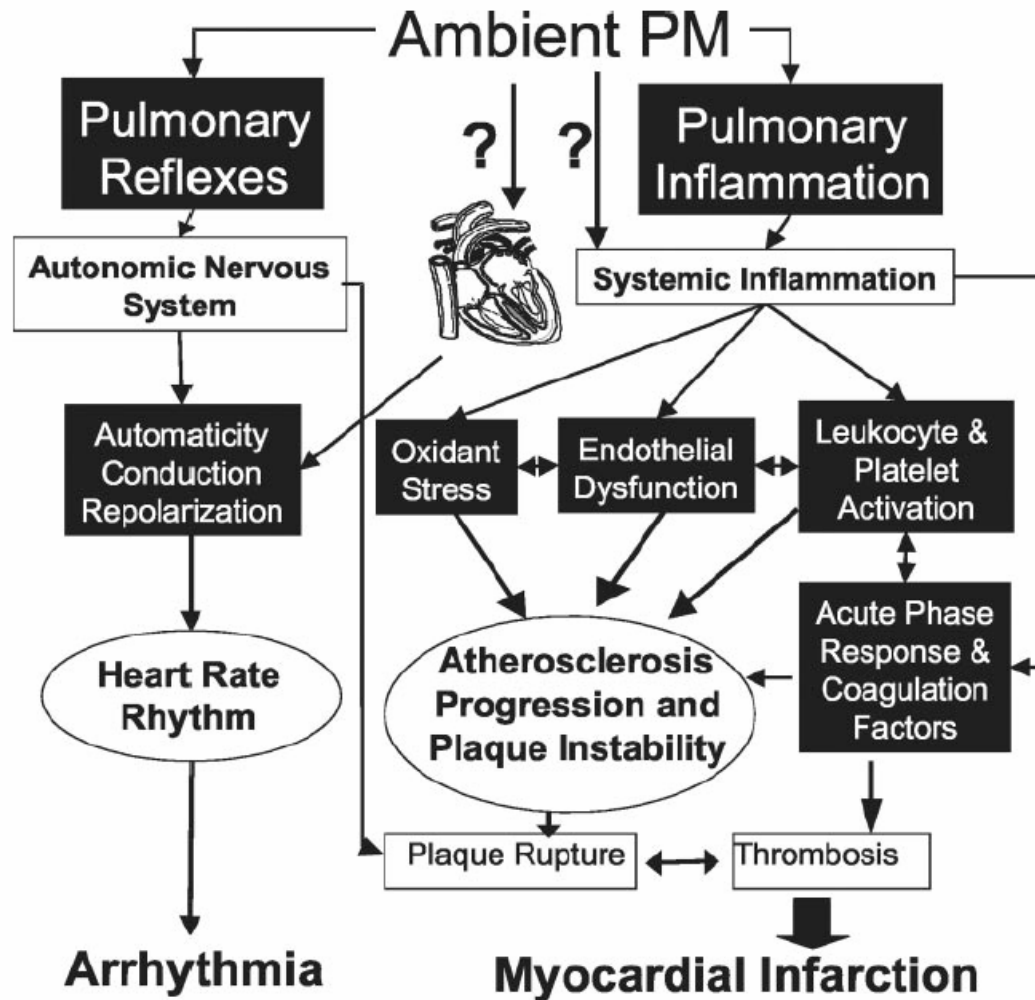 Ambient PM
Pulmonary
Reflexes
?
?
Pulmonary
Inflammation
Autonomic Nervous
System
Systemic Inflammation
Automaticity
Conduction
Repolarization
Oxidant
Stress
Endothelial
Dysfunction
Leukocyte &
Platelet
Activation
Heart Rate
Rhythm
Atherosclerosis
Progression and
Plaque Instability
Acute Phase
Response &
Coagulation
Factors
Plaque Rupture
Thrombosis
Arrhythmia
Myocardial Infarction